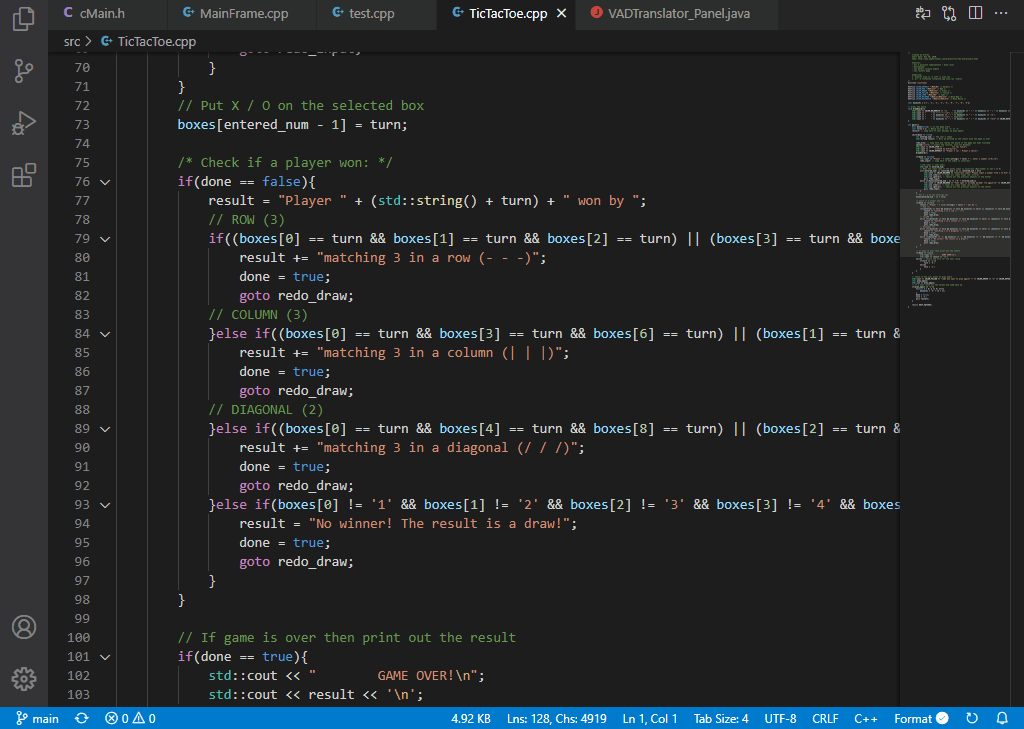 cMain.h MainFrame.cpp test.cpp TicTacToe.cpp VADTranslator_Panel.java
src > TicTacToe.cpp
70 }
71 }
72 // Put X / O on the selected box
73 boxes[entered_num - 1] = turn;
74
75 /* Check if a player won: */
76 if(done == false){
77 result = "Player " + (std::string() + turn) + " won by ";
78 // ROW (3)
79 if((boxes[0] == turn && boxes[1] == turn && boxes[2] == turn) || (boxes[3] == turn && boxe
80 result += "matching 3 in a row (- - -)";
81 done = true;
82 goto redo_draw;
83 // COLUMN (3)
84 }else if((boxes[0] == turn && boxes[3] == turn && boxes[6] == turn) || (boxes[1] == turn &
85 result += "matching 3 in a column (| | |)";
86 done = true;
87 goto redo_draw;
88 // DIAGONAL (2)
89 }else if((boxes[0] == turn && boxes[4] == turn && boxes[8] == turn) || (boxes[2] == turn &
90 result += "matching 3 in a diagonal (/ / /)";
91 done = true;
92 goto redo_draw;
93 }else if(boxes[0] != '1' && boxes[1] != '2' && boxes[2] != '3' && boxes[3] != '4' && boxes
94 result = "No winner! The result is a draw!";
95 done = true;
96 goto redo_draw;
97 }
98 }
99
100 // If game is over then print out the result
101 if(done == true){
102 std::cout << "        GAME OVER!\n";
103 std::cout << result << '\n';
main 0 0 4.92 KB Lns: 128, Chs: 4919 Ln 1, Col 1 Tab Size: 4 UTF-8 CRLF C++ Format